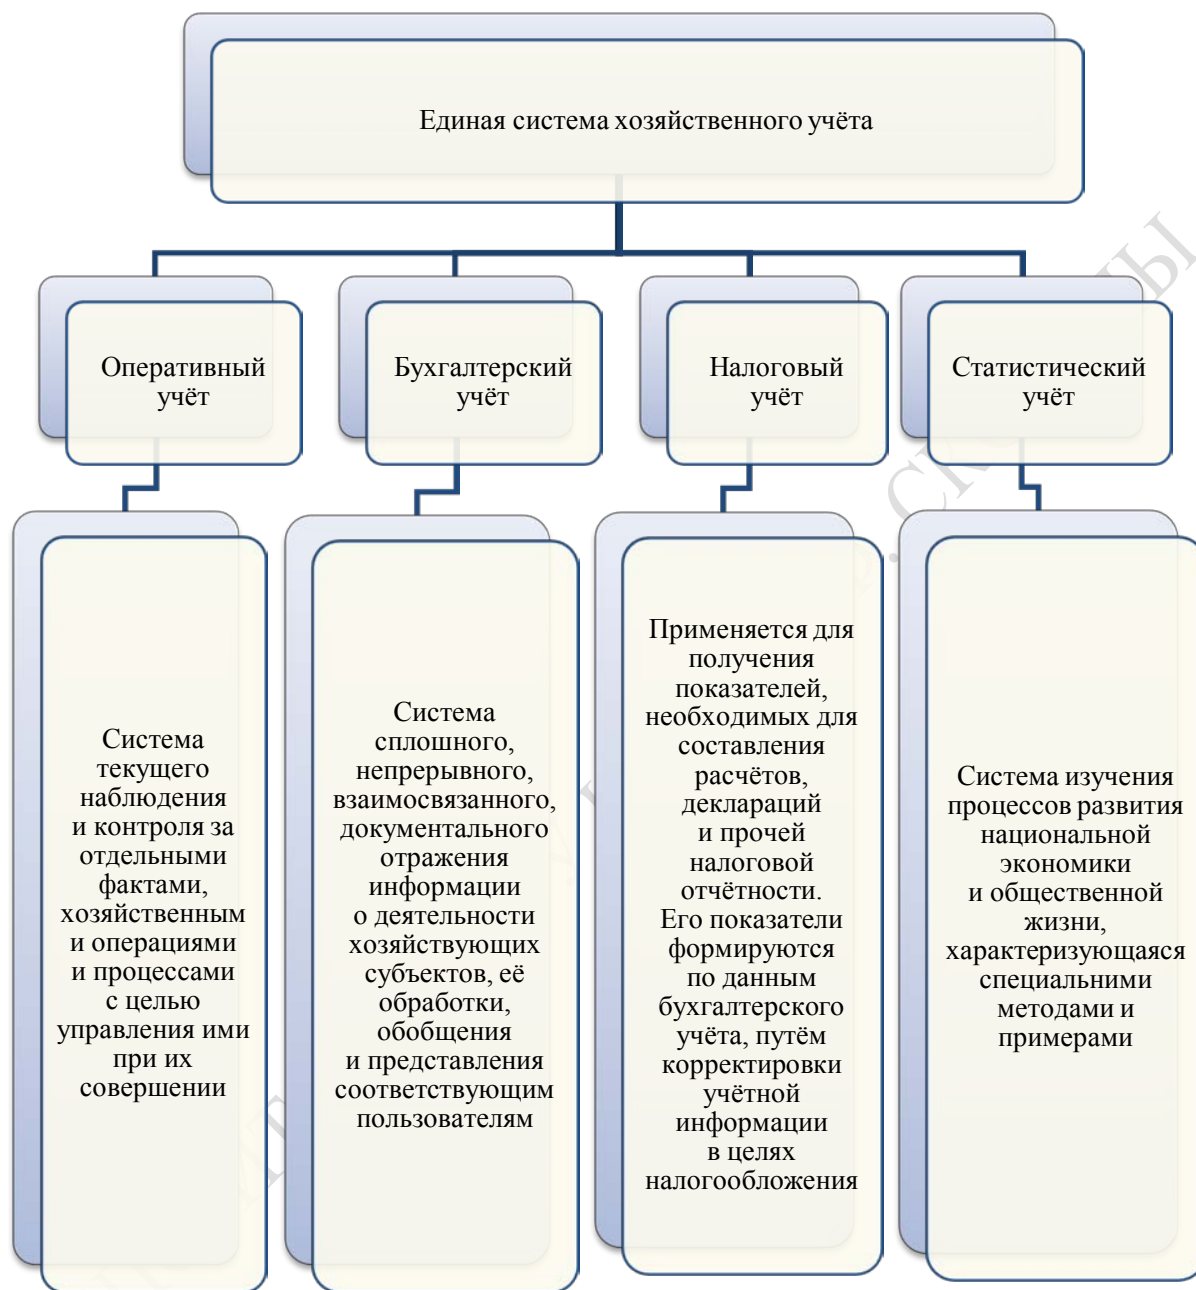 Единая система хозяйственного учёта
Оперативный
учёт
Бухгалтерский
учёт
Налоговый
учёт
Статистический
учёт
Система
текущего
наблюдения
и контроля за
отдельными
фактами,
хозяйственным
и операциями
и процессами
с целью
управления ими
при их
совершении
Система
сплошного,
непрерывного,
взаимосвязанного,
документального
отражения
информации
о деятельности
хозяйствующих
субъектов, её
обработки,
обобщения
и представления
соответствующим
пользователям
Применяется для
получения
показателей,
необходимых для
составления
расчётов,
деклараций
и прочей
налоговой
отчётности.
Его показатели
формируются
по данным
бухгалтерского
учёта, путём
корректировки
учётной
информации
в целях
налогообложения
Система изучения
процессов развития
национальной
экономики
и общественной
жизни,
характеризующаяся
специальними
методами и
примерами